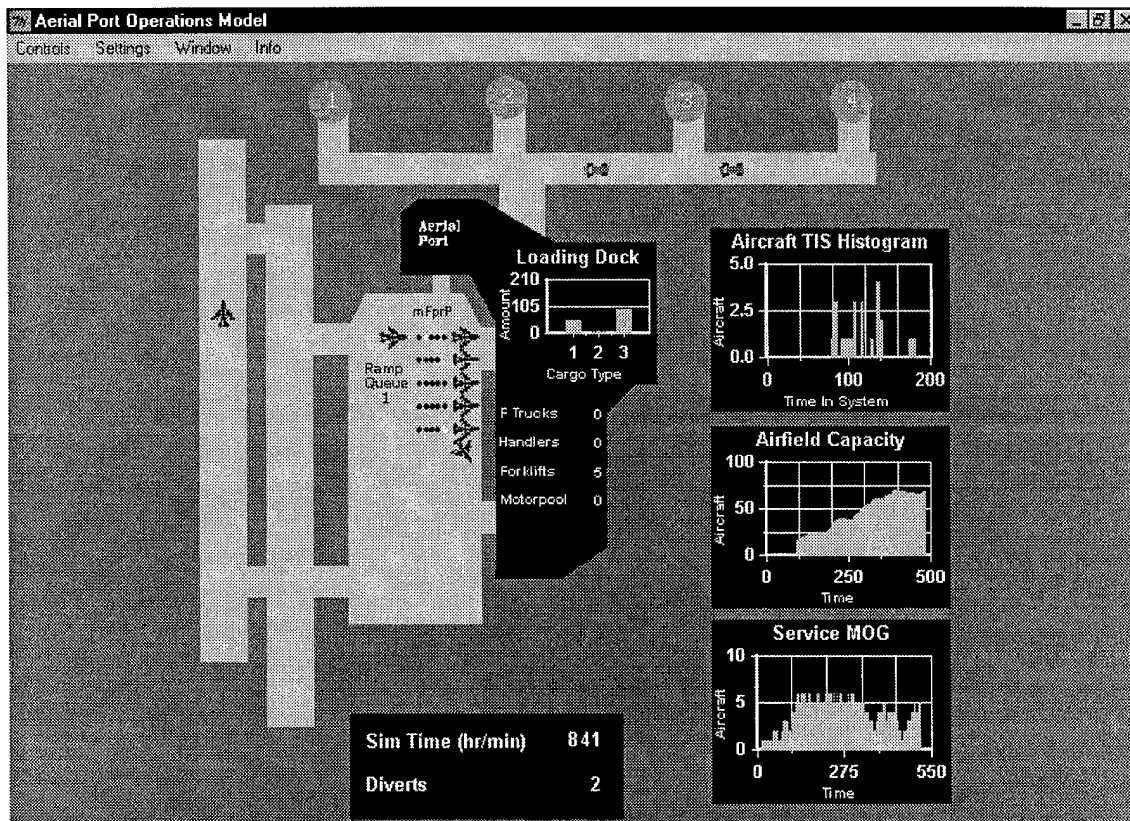 Aerial Port Operations Model
Controls Settings Window Info
1 2 3 4
Aerial
Port
mFprP
Ramp
Queue
1
Loading Dock
Amount
210
105
0
1 2 3
Cargo Type
F Trucks 0
Handlers 0
Forklifts 5
Motorpool 0
Aircraft TIS Histogram
Aircraft
5.0
2.5
0.0
0 100 200
Time In System
Airfield Capacity
Aircraft
100
50
0
0 250 500
Time
Service MOG
Aircraft
10
5
0
0 275 550
Time
Sim Time (hr/min) 841
Diverts 2